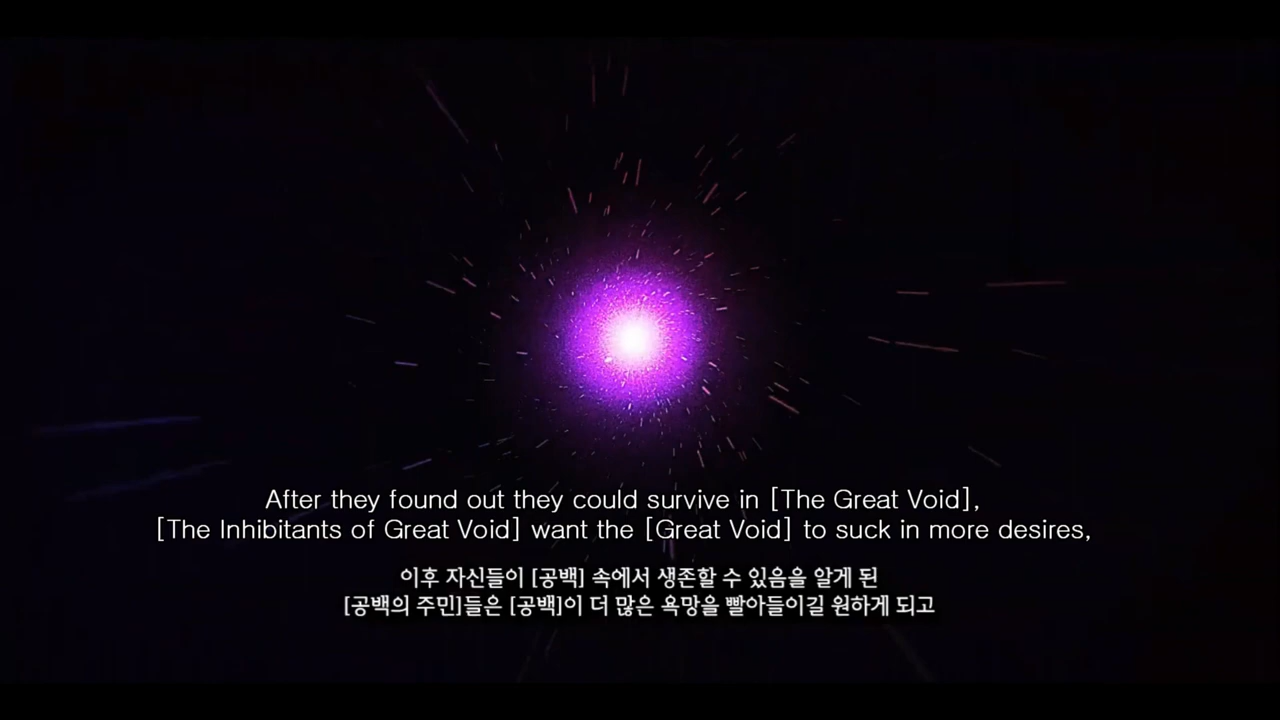 After they found out they could survive in [The Great Void],
[The Inhibitants of Great Void] want the [Great Void] to suck in more desires,
이후 자신들이 [공백] 속에서 생존할 수 있음을 알게 된
[공백의 주민]들은 [공백]이 더 많은 욕망을 빨아들이길 원하게 되고